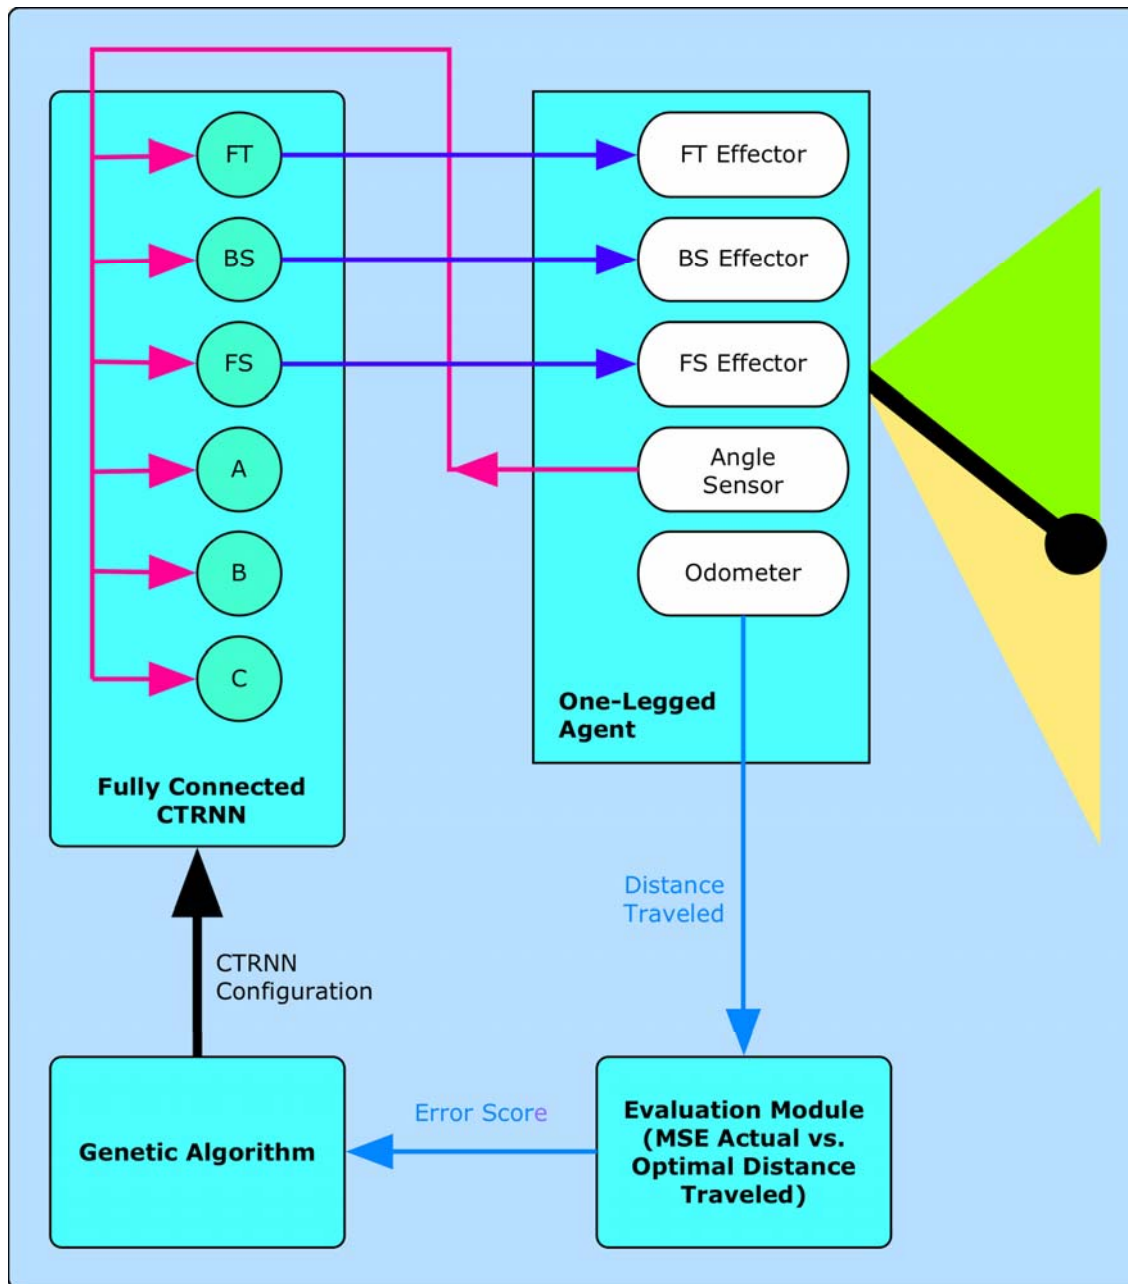 FT
BS
FS
A
B
C
Fully Connected
CTRNN
FT Effector
BS Effector
FS Effector
Angle
Sensor
Odometer
One-Legged
Agent
Distance
Traveled
CTRNN
Configuration
Genetic Algorithm
Error Score
Evaluation Module
(MSE Actual vs.
Optimal Distance
Traveled)